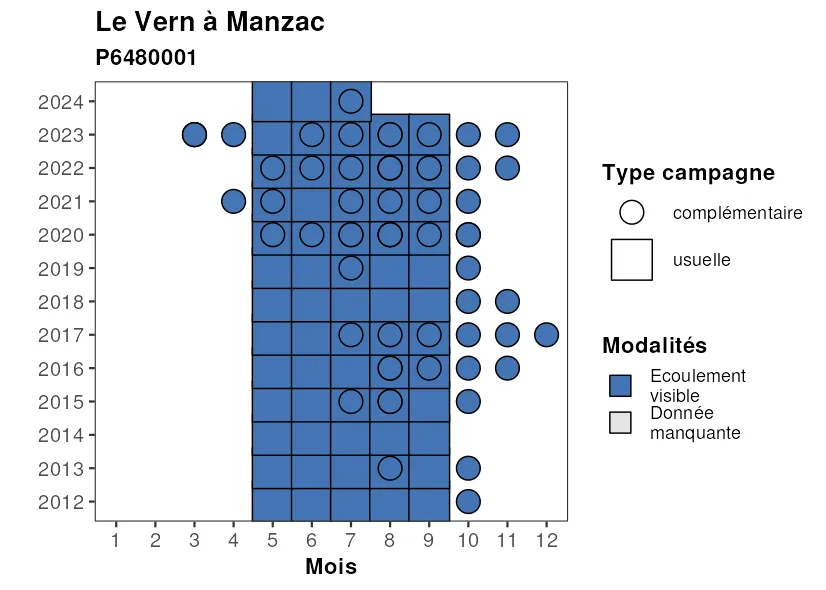 Le Vern à Manzac
P6480001
2024
2023
2022
2021
2020
2019
2018
2017
2016
2015
2014
2013
2012
1 2 3 4 5 6 7 8 9 10 11 12
Mois
Type campagne
complémentaire
usuelle
Modalités
Ecoulement
visible
Donnée
manquante